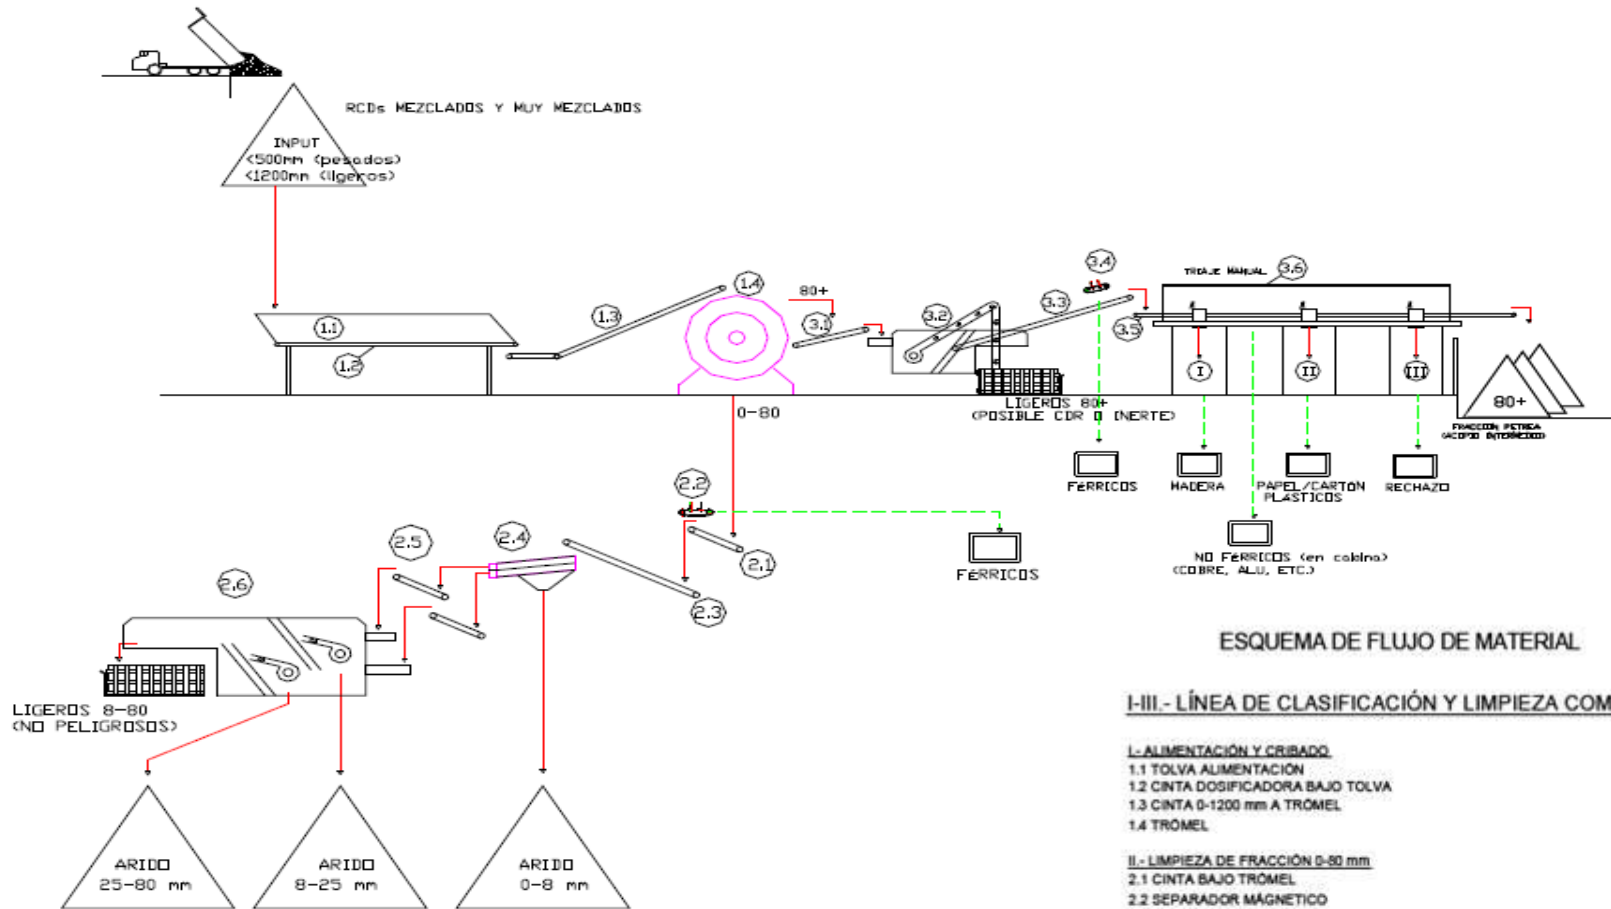 RCDs MEZCLADOS Y MUY MEZCLADOS
INPUT
<500mm (pesados)
<1200mm (ligeros)
1.1
1.2
1.3
1.4
80+
3.1
3.2
3.3
3.4
3.5
TRIAJE MANUAL
3.6
I
II
III
80+
FRACCIÓN PETREA
(ACOPIO INTERMEDIO)
0-80
LIGEROS 80+
(POSIBLE CDR O INERTE)
FÉRRICOS
MADERA
PAPEL/CARTÓN
PLÁSTICOS
RECHAZO
NO FÉRRICOS (en cabina)
(COBRE, ALU, ETC.)
2.2
2.1
FÉRRICOS
2.3
2.4
2.5
2.6
LIGEROS 8-80
(NO PELIGROSOS)
ARIDO
25-80 mm
ARIDO
8-25 mm
ARIDO
0-8 mm
ESQUEMA DE FLUJO DE MATERIAL
I-III.- LÍNEA DE CLASIFICACIÓN Y LIMPIEZA COM
I.- ALIMENTACIÓN Y CRIBADO
1.1 TOLVA ALIMENTACIÓN
1.2 CINTA DOSIFICADORA BAJO TOLVA
1.3 CINTA 0-1200 mm A TRÓMEL
1.4 TRÓMEL
II.- LIMPIEZA DE FRACCIÓN 0-80 mm
2.1 CINTA BAJO TRÓMEL
2.2 SEPARADOR MÁGNETICO